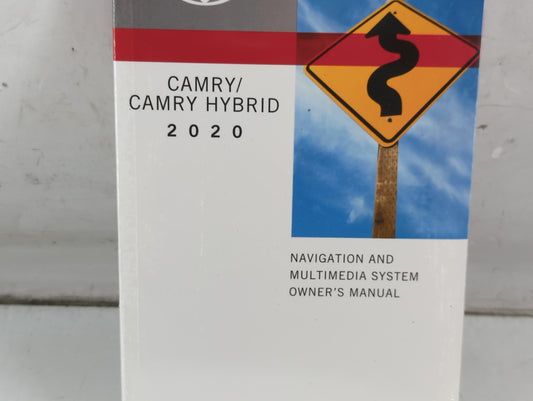 CAMRY/
CAMRY HYBRID
2020
NAVIGATION AND
MULTIMEDIA SYSTEM
OWNER'S MANUAL